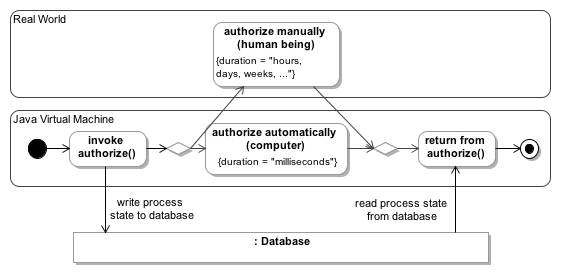 Real World
authorize manually
(human being)
{duration = "hours,
days, weeks, ..."}
Java Virtual Machine
invoke
authorize()
authorize automatically
(computer)
{duration = "milliseconds"}
return from
authorize()
write process
state to database
read process state
from database
: Database